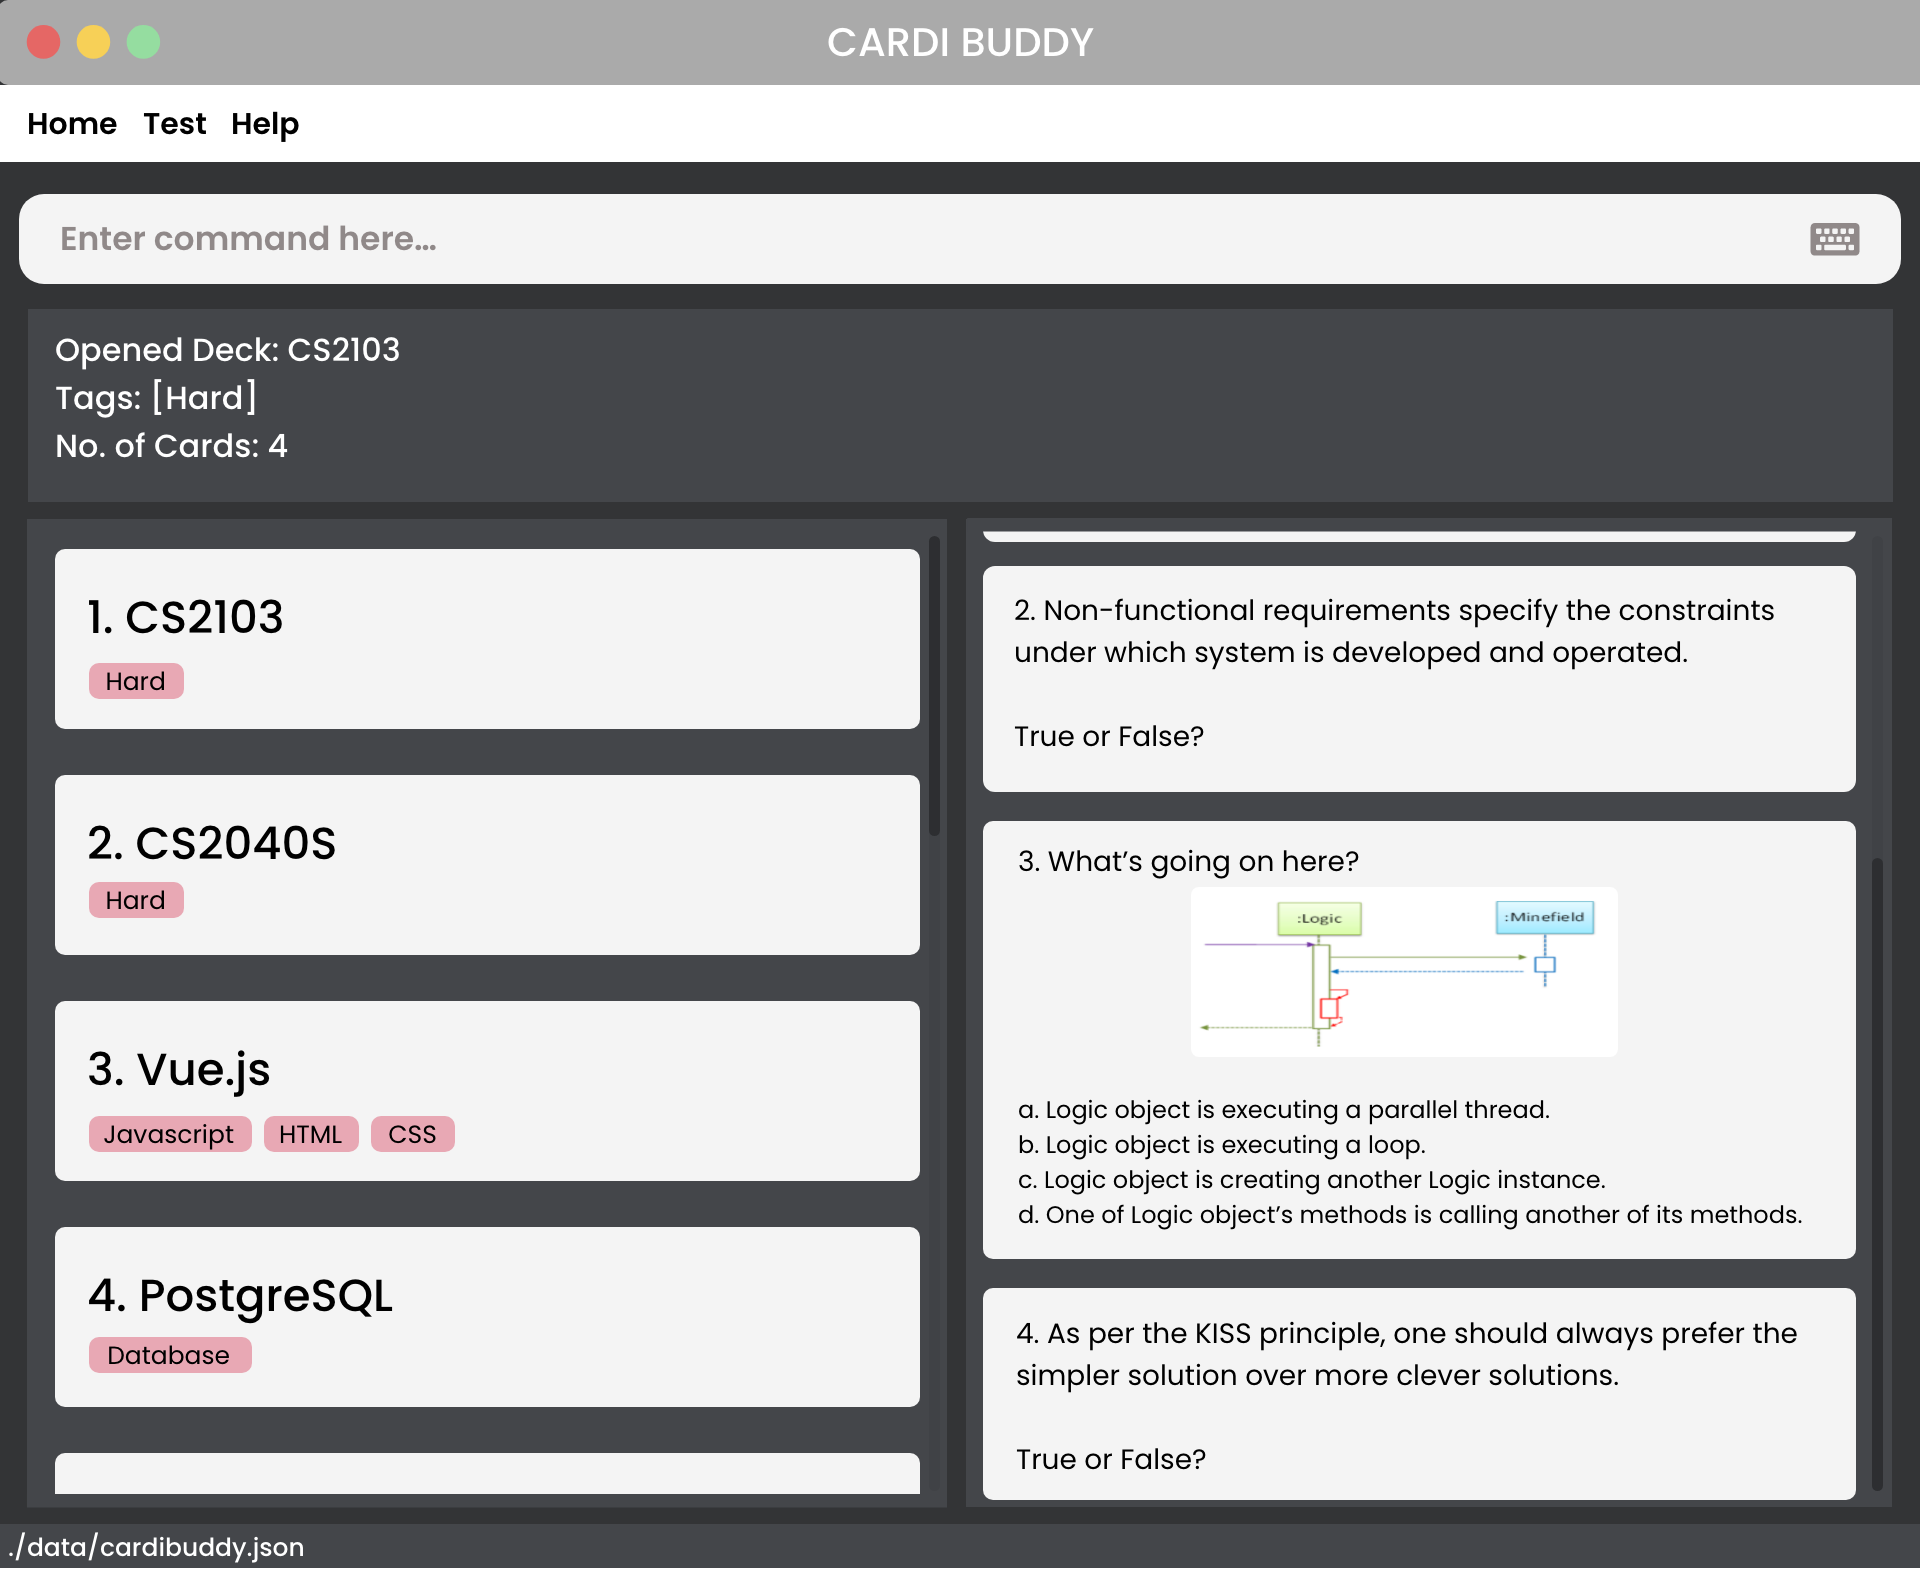 CARDI BUDDY
Home Test Help
Enter command here...
Opened Deck: CS2103
Tags: [Hard]
No. of Cards: 4
1. CS2103
Hard
2. CS2040S
Hard
3. Vue.js
Javascript HTML CSS
4. PostgreSQL
Database
2. Non-functional requirements specify the constraints
under which system is developed and operated.
True or False?
3. What’s going on here?
:Logic
:Minefield
a. Logic object is executing a parallel thread.
b. Logic object is executing a loop.
c. Logic object is creating another Logic instance.
d. One of Logic object’s methods is calling another of its methods.
4. As per the KISS principle, one should always prefer the
simpler solution over more clever solutions.
True or False?
./data/cardibuddy.json